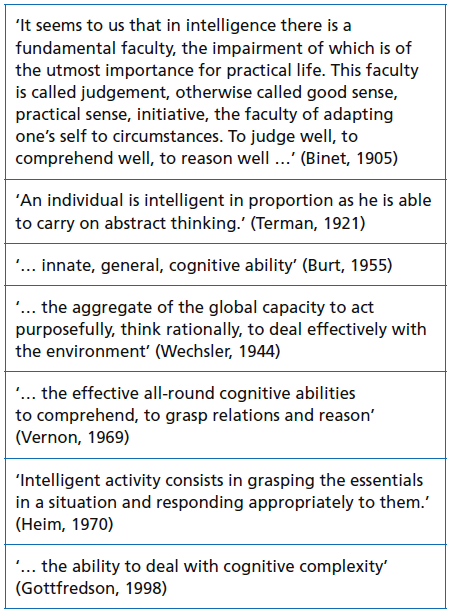 ‘It seems to us that in intelligence there is a
fundamental faculty, the impairment of which is of
the utmost importance for practical life. This faculty
is called judgement, otherwise called good sense,
practical sense, initiative, the faculty of adapting
one’s self to circumstances. To judge well, to
comprehend well, to reason well …’ (Binet, 1905)
‘An individual is intelligent in proportion as he is able
to carry on abstract thinking.’ (Terman, 1921)
‘… innate, general, cognitive ability’ (Burt, 1955)
‘… the aggregate of the global capacity to act
purposefully, think rationally, to deal effectively with
the environment’ (Wechsler, 1944)
‘… the effective all-round cognitive abilities
to comprehend, to grasp relations and reason’
(Vernon, 1969)
‘Intelligent activity consists in grasping the essentials
in a situation and responding appropriately to them.’
(Heim, 1970)
‘… the ability to deal with cognitive complexity’
(Gottfredson, 1998)